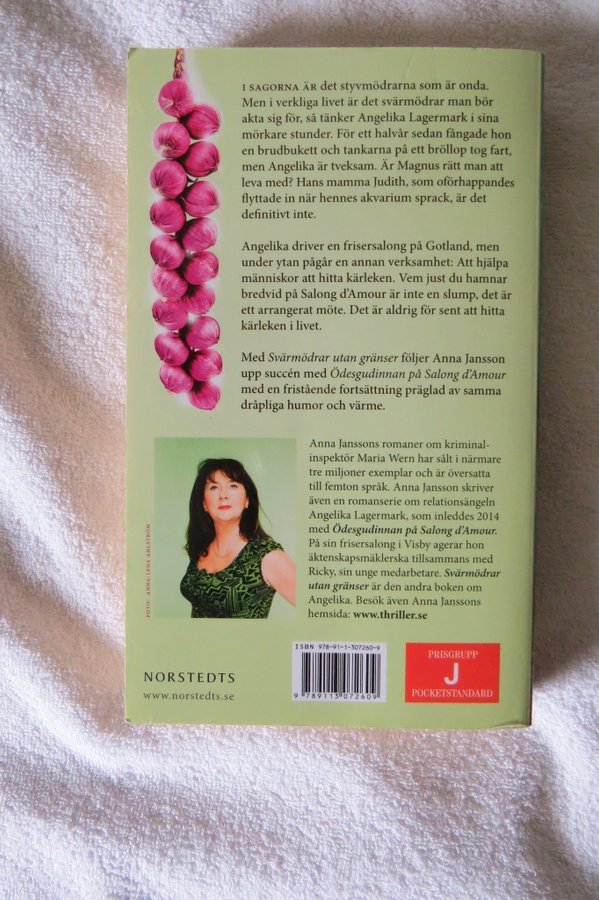 I SAGORNA ÄR det styvmödrarna som är onda.
Men i verkliga livet är det svärmödrar man bör
akta sig för, så tänker Angelika Lagermark i sina
mörkare stunder. För ett halvår sedan fångade hon
en brudbukett och tankarna på ett bröllop tog fart,
men Angelika är tveksam. Är Magnus rätt man att
leva med? Hans mamma Judith, som oförhappandes
flyttade in när hennes akvarium sprack, är det
definitivt inte.
Angelika driver en frisersalong på Gotland, men
under ytan pågår en annan verksamhet: Att hjälpa
människor att hitta kärleken. Vem just du hamnar
bredvid på Salong d'Amour är inte en slump, det är
ett arrangerat möte. Det är aldrig för sent att hitta
kärleken i livet.
Med Svärmödrar utan gränser följer Anna Jansson
upp succén med Ödesgudinnan på Salong d'Amour
med en fristående fortsättning präglad av samma
dråpliga humor och värme.
Anna Janssons romaner om kriminal-
inspektör Maria Wern har sålt i närmare
tre miljoner exemplar och är översatta
till femton språk. Anna Jansson skriver
även en romanserie om relationsängeln
Angelika Lagermark, som inleddes 2014
med Ödesgudinnan på Salong d'Amour.
På sin frisersalong i Visby agerar hon
äktenskapsmäklerska tillsammans med
Ricky, sin unge medarbetare. Svärmödrar
utan gränser är den andra boken om
Angelika. Besök även Anna Janssons
hemsida: www.thriller.se
FOTO: ANNA-LENA AHLSTRÖM
NORSTEDTS
www.norstedts.se
ISBN 978-91-1-307260-9
9 789113 072609
PRISGRUPP
J
POCKETSTANDARD